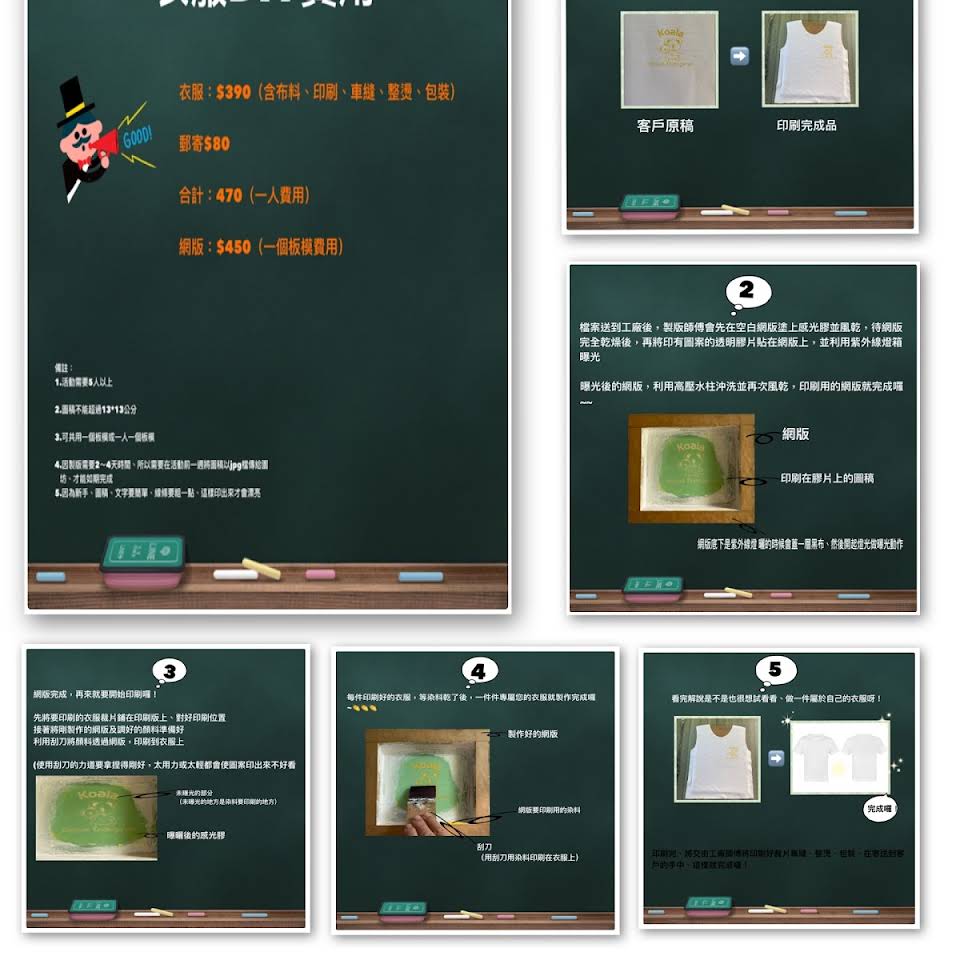 衣服DIY費用
GOOD!
衣服：$390（含布料、印刷、車縫、整燙、包裝）
郵寄$80
合計：470（一人費用）
網版：$450（一個板模費用）
備註：
1.活動需要5人以上
2.圖稿不能超過13*13公分
3.可共用一個板模或一人一個板模
4.因製版需要2~4天時間、所以需要在活動前一週將圖稿以jpg檔傳給圍
坊、才能如期完成
5.因為新手、圖稿、文字要簡單、線條要粗一點、這樣印出來才會漂亮
Koala
客戶原稿
印刷完成品
2
檔案送到工廠後，製版師傅會先在空白網版塗上感光膠並風乾，待網版
完全乾燥後，再將印有圖案的透明膠片貼在網版上，並利用紫外線燈箱
曝光
曝光後的網版，利用高壓水柱沖洗並再次風乾，印刷用的網版就完成囉
~~
Koala
網版
印刷在膠片上的圖稿
網版底下是紫外線燈 曬的時候會蓋一層黑布、然後開起燈光做曝光動作
3
網版完成，再來就要開始印刷囉！
先將要印刷的衣服裁片鋪在印刷版上、對好印刷位置
接著將剛製作的網版及調好的顏料準備好
利用刮刀將顏料透過網版，印刷到衣服上
(使用刮刀的力道要拿捏得剛好，太用力或太輕都會使圖案印出來不好看
Koala
未曝光的部分
（未曝光的地方是染料要印刷的地方）
曝曬後的感光膠
4
每件印刷好的衣服，等染料乾了後，一件件專屬您的衣服就製作完成囉
~👏👏👏
製作好的網版
Koala
網版要印刷用的染料
刮刀
（用刮刀用染料印刷在衣服上）
5
看完解說是不是也很想試看看、做一件屬於自己的衣服呀！
完成囉！
印刷完、將交由工廠師傅將印刷好裁片車縫、整燙、包裝、在寄送到客
戶的手中、這樣就完成囉！